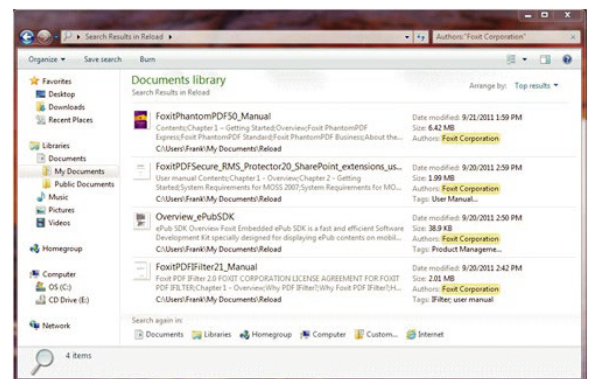 Search Results in Reload
Authors:"Foxit Corporation"
Organize Save search Burn
Favorites
Desktop
Downloads
Recent Places
Libraries
Documents
My Documents
Public Documents
Music
Pictures
Videos
Homegroup
Computer
OS (C:)
CD Drive (E:)
Network
Documents library
Search Results in Reload
Arrange by: Top results
FoxitPhantomPDF50_Manual
Contents;Chapter 1 – Getting Started;Overview;Foxit PhantomPDF
Express;Foxit PhantomPDF Standard;Foxit PhantomPDF Business;About the...
C:\Users\Frank\My Documents\Reload
Date modified: 9/21/2011 1:59 PM
Size: 6.42 MB
Authors: Foxit Corporation
FoxitPDFSecure_RMS_Protector20_SharePoint_extensions_us...
User manual Contents;Chapter 1 - Overview;Chapter 2 - Getting
Started;System Requirements for MOSS 2007;System Requirements for MO...
C:\Users\Frank\My Documents\Reload
Date modified: 9/20/2011 2:59 PM
Size: 1.99 MB
Authors: Foxit Corporation
Tags: User Manual...
Overview_ePubSDK
ePub SDK Overview Foxit Embedded ePub SDK is a fast and efficient Software
Development Kit specially designed for displaying ePub contents on mobil...
C:\Users\Frank\My Documents\Reload
Date modified: 9/20/2011 2:50 PM
Size: 38.9 KB
Authors: Foxit Corporation
Tags: Product Manageme...
FoxitPDFIFilter21_Manual
Foxit PDF IFilter 2.0 FOXIT CORPORATION LICENSE AGREEMENT FOR FOXIT
PDF IFILTER;Chapter 1 – Overview;Why PDF IFilter?;Why Foxit PDF IFilter?;H...
C:\Users\Frank\My Documents\Reload
Date modified: 9/20/2011 2:42 PM
Size: 2.01 MB
Authors: Foxit Corporation
Tags: IFilter; user manual
Search again in:
Documents Libraries Homegroup Computer Custom... Internet
4 items